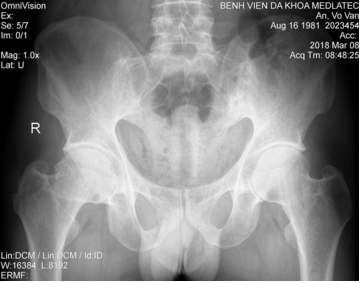 OmniVision
Ex:
Se: 5/7
Im: 0/1
Mag: 1.0x
Lat: U
BENH VIEN DA KHOA MEDLATEC
An, Vo Van
Aug 16 1981 2023454
Acc:
2018 Mar 08
Acq Tm: 08:48:25
R
Lin:DCM / Lin:DCM / Id:ID
W:16384 L:8192
ERMF: